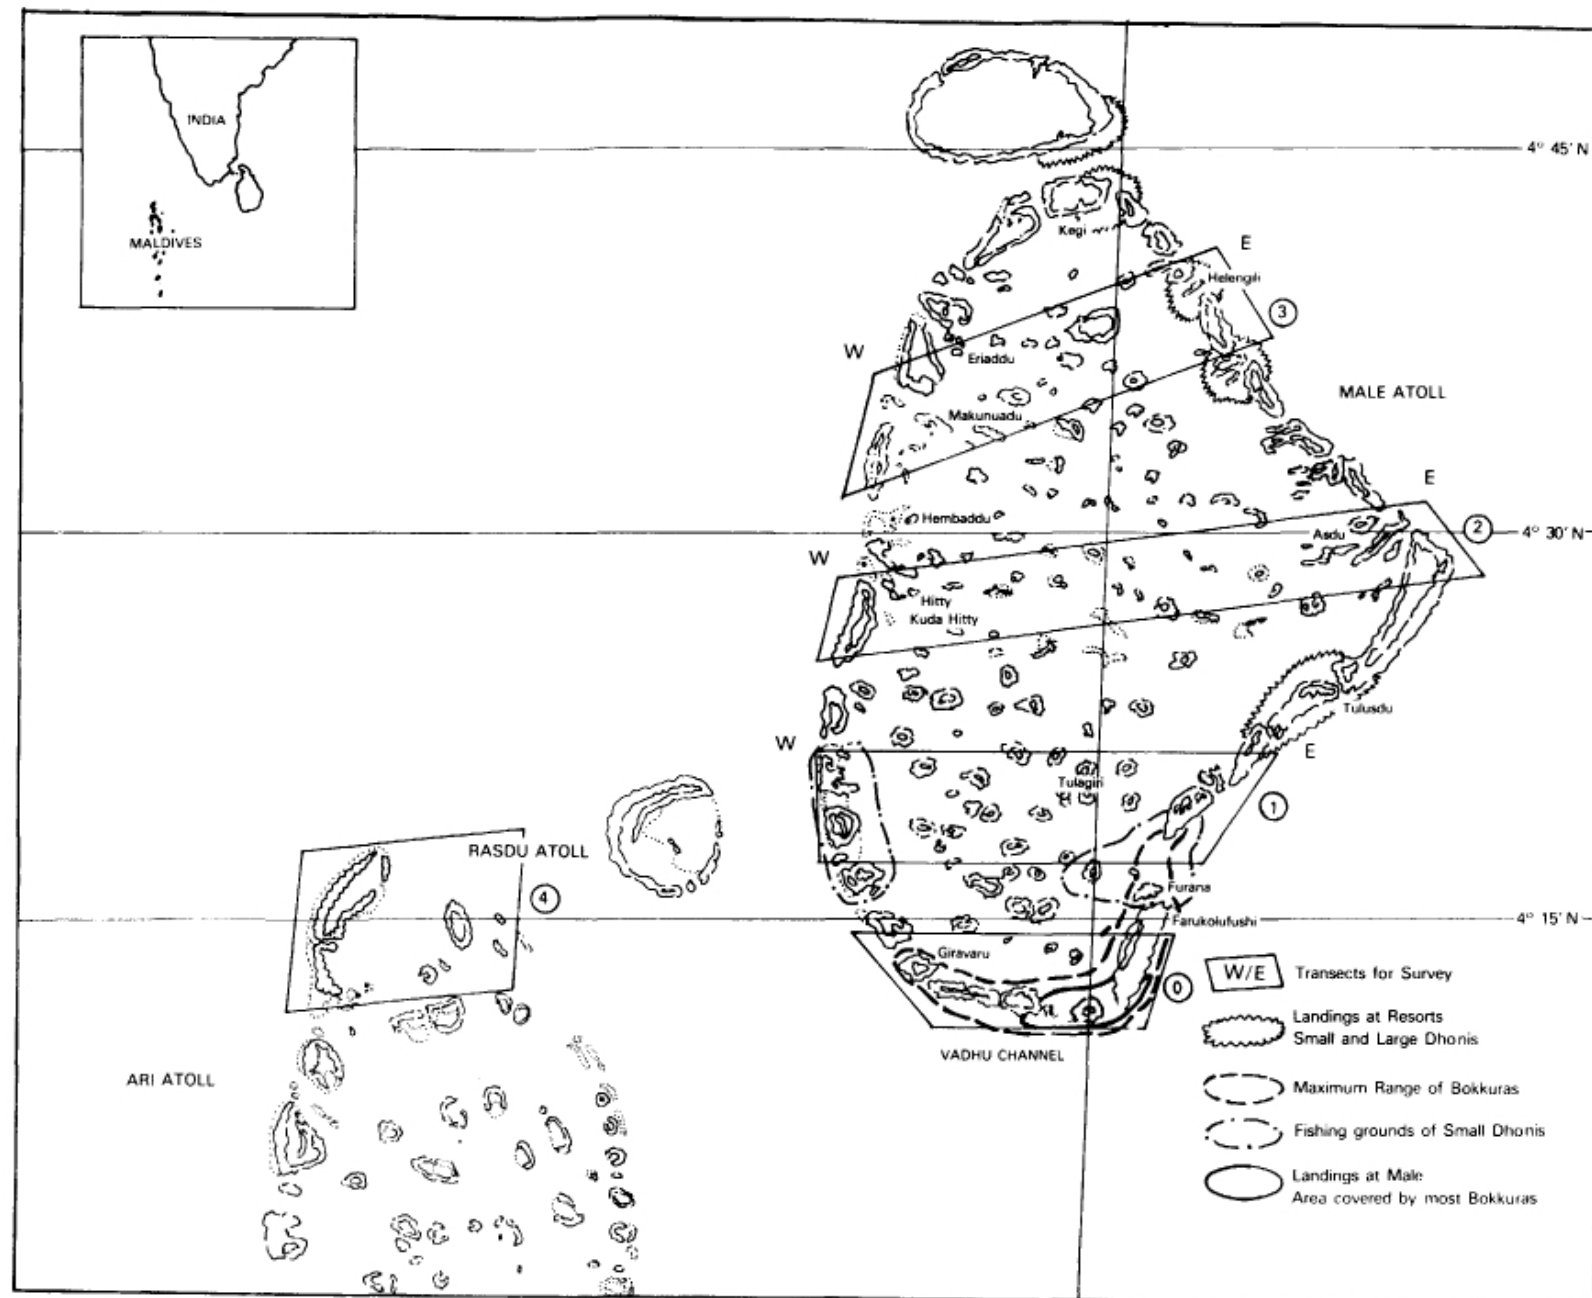 INDIA
MALDIVES
4° 45' N
Kegi
E
Helengili
3
W
Eriaddu
MALE ATOLL
Makunuadu
E
Hembaddu
Asdu
2
4° 30' N
W
Hitty
Kuda Hitty
Tulusdu
W
E
Tulagiri
1
RASDU ATOLL
4
Furana
Farukolufushi
4° 15' N
Giravaru
0
VADHU CHANNEL
ARI ATOLL
W/E
Transects for Survey
Landings at Resorts
Small and Large Dhonis
Maximum Range of Bokkuras
Fishing grounds of Small Dhonis
Landings at Male
Area covered by most Bokkuras